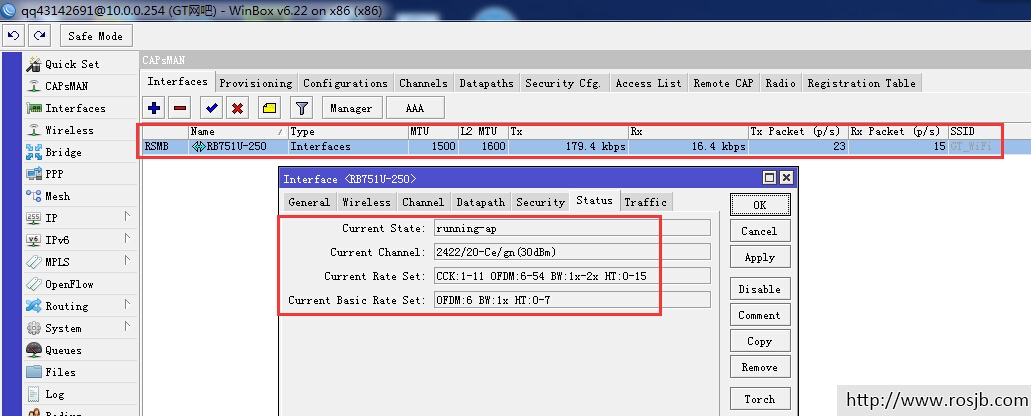 qq43142691@10.0.0.254 (GT网吧) - WinBox v6.22 on x86 (x86)
Safe Mode
Quick Set
CAPsMAN
Interfaces
Wireless
Bridge
PPP
Mesh
IP
IPv6
MPLS
OpenFlow
Routing
System
Queues
Files
Log
CAPsMAN
Interfaces Provisioning Configurations Channels Datapaths Security Cfg. Access List Remote CAP Radio Registration Table
Manager AAA
Name Type MTU L2 MTU Tx Rx Tx Packet (p/s) Rx Packet (p/s) SSID
RSMB RB751U-250 Interfaces 1500 1600 179.4 kbps 16.4 kbps 23 15 GT_WiFi
Interface <RB751U-250>
General Wireless Channel Datapath Security Status Traffic
Current State: running-ap
Current Channel: 2422/20-Ce/gn(30dBm)
Current Rate Set: CCK:1-11 OFDM:6-54 BW:1x-2x HT:0-15
Current Basic Rate Set: OFDM:6 BW:1x HT:0-7
OK
Cancel
Apply
Disable
Comment
Copy
Remove
Torch
http://www.rosjb.com